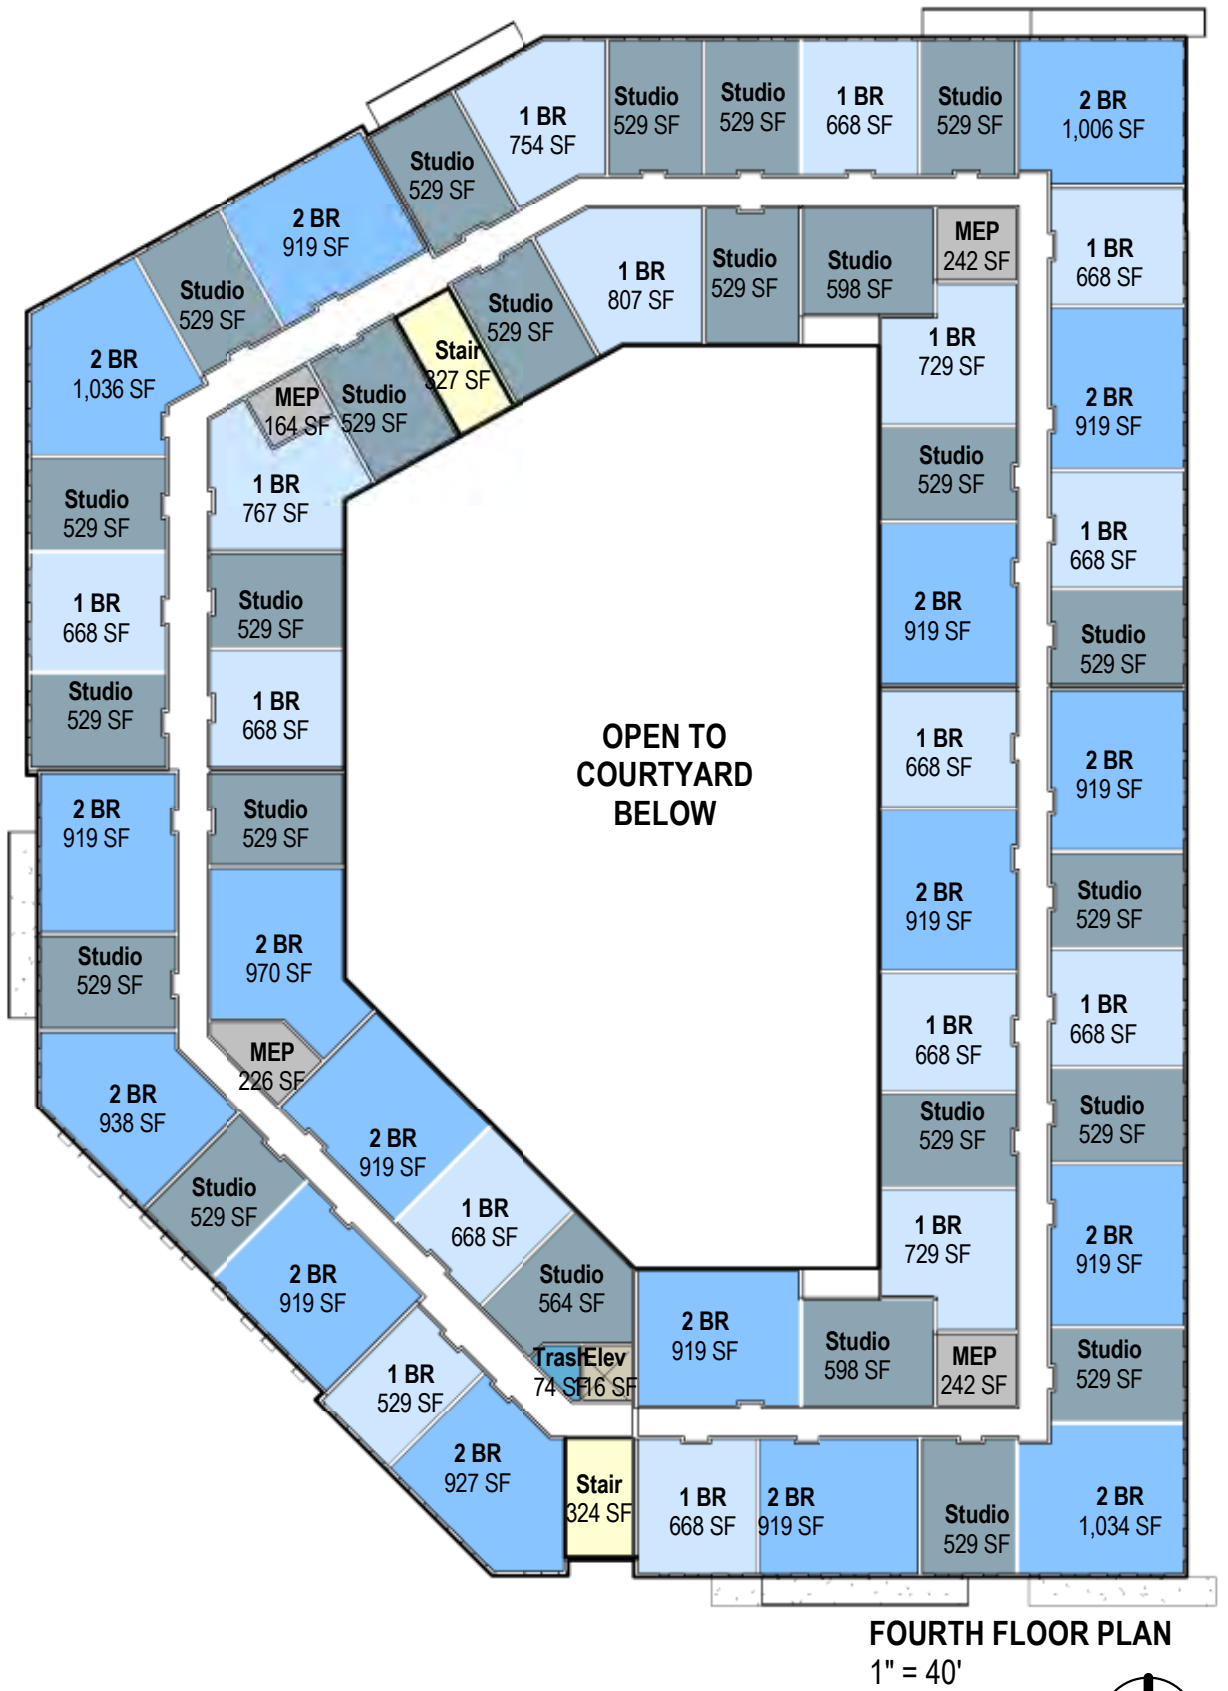 Studio
529 SF
Studio
529 SF
1 BR
668 SF
Studio
529 SF
2 BR
1,006 SF
1 BR
754 SF
Studio
529 SF
2 BR
919 SF
Studio
529 SF
2 BR
1,036 SF
1 BR
668 SF
MEP
242 SF
Studio
598 SF
Studio
529 SF
1 BR
807 SF
Studio
529 SF
Stair
327 SF
Studio
529 SF
MEP
164 SF
1 BR
767 SF
1 BR
729 SF
2 BR
919 SF
Studio
529 SF
Studio
529 SF
1 BR
668 SF
1 BR
668 SF
Studio
529 SF
2 BR
919 SF
Studio
529 SF
Studio
529 SF
1 BR
668 SF
OPEN TO
COURTYARD
BELOW
1 BR
668 SF
2 BR
919 SF
2 BR
919 SF
Studio
529 SF
2 BR
919 SF
Studio
529 SF
Studio
529 SF
2 BR
970 SF
1 BR
668 SF
1 BR
668 SF
MEP
226 SF
2 BR
938 SF
Studio
529 SF
Studio
529 SF
2 BR
919 SF
Studio
529 SF
1 BR
668 SF
1 BR
729 SF
2 BR
919 SF
2 BR
919 SF
Studio
564 SF
2 BR
919 SF
Studio
598 SF
MEP
242 SF
Studio
529 SF
Trash
74 SF
Elev
116 SF
1 BR
529 SF
2 BR
927 SF
Stair
324 SF
1 BR
668 SF
2 BR
919 SF
Studio
529 SF
2 BR
1,034 SF
FOURTH FLOOR PLAN
1" = 40'